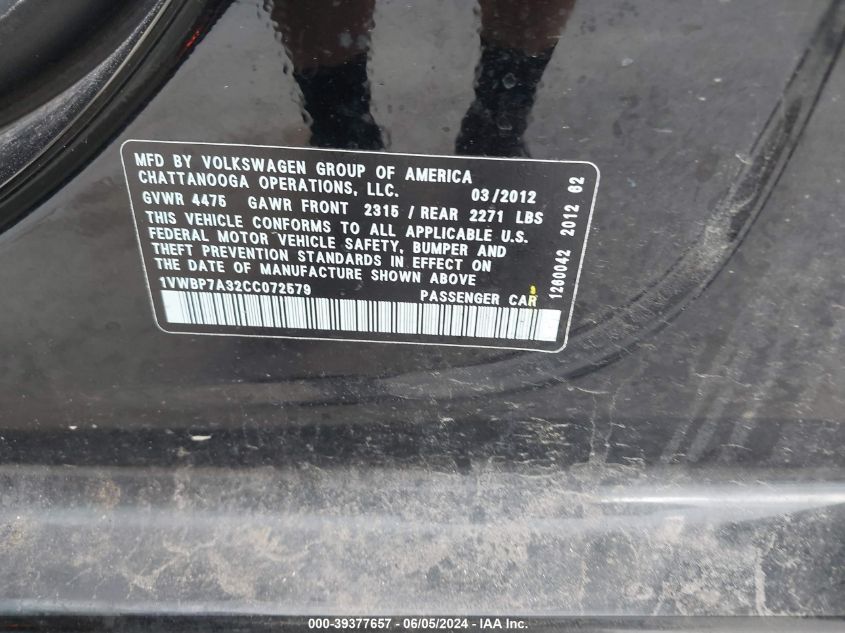 MFD BY VOLKSWAGEN GROUP OF AMERICA
CHATTANOOGA OPERATIONS, LLC. 03/2012
GVWR 4475 GAWR FRONT 2315 / REAR 2271 LBS
THIS VEHICLE CONFORMS TO ALL APPLICABLE U.S.
FEDERAL MOTOR VEHICLE SAFETY, BUMPER AND
THEFT PREVENTION STANDARDS IN EFFECT ON
THE DATE OF MANUFACTURE SHOWN ABOVE
1VWBP7A32CC072579 PASSENGER CAR
1260042 2012 62
000-39377657 - 06/05/2024 - IAA Inc.